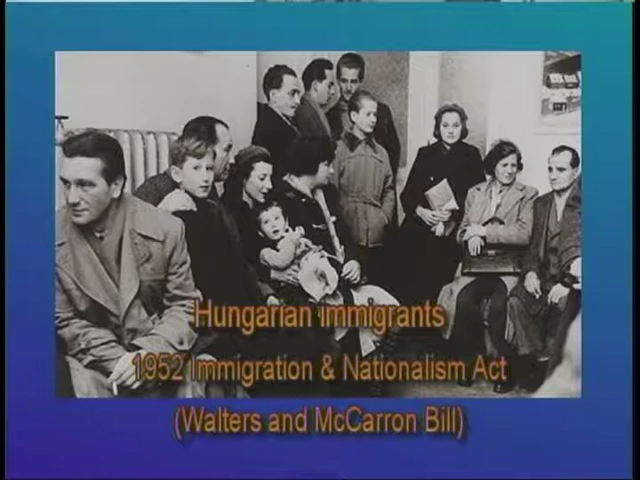 Hungarian immigrants
1952 Immigration & Nationalism Act
(Walters and McCarron Bill)